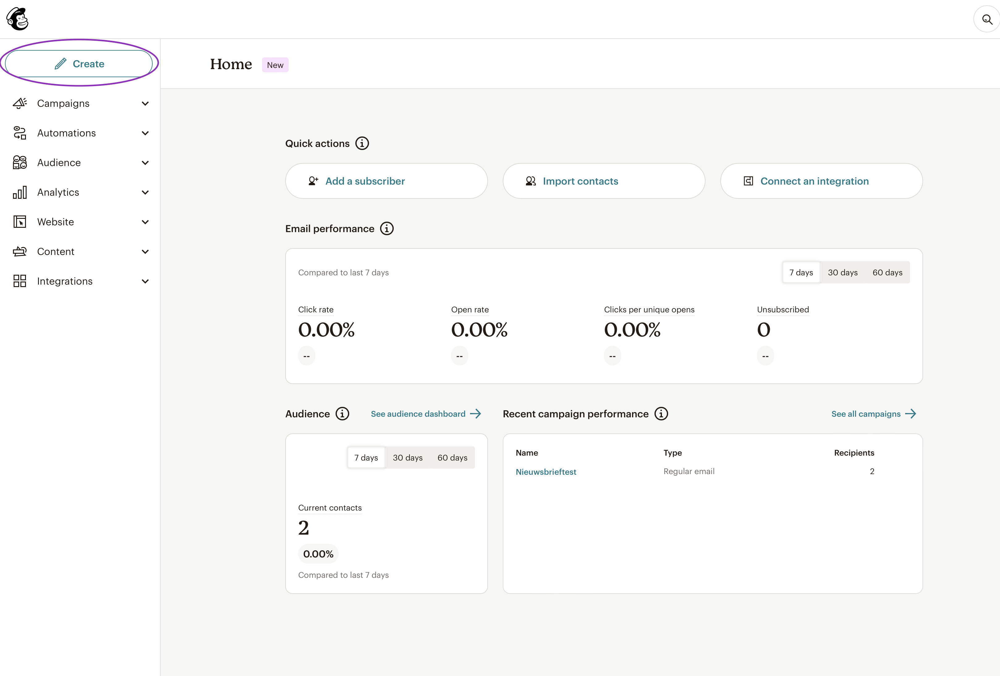 Create
Campaigns
Automations
Audience
Analytics
Website
Content
Integrations
Home New
Quick actions
Add a subscriber Import contacts Connect an integration
Email performance
Compared to last 7 days 7 days 30 days 60 days
Click rate Open rate Clicks per unique opens Unsubscribed
0.00% 0.00% 0.00% 0
-- -- -- --
Audience See audience dashboard
7 days 30 days 60 days
Current contacts
2
0.00%
Compared to last 7 days
Recent campaign performance See all campaigns
Name Type Recipients
Nieuwsbrieftest Regular email 2